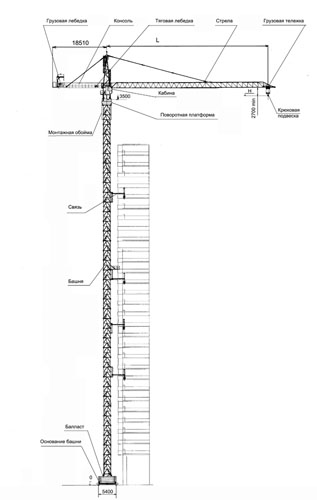 Грузовая лебедка
Консоль
Тяговая лебедка
Стрела
Грузовая тележка
18510
L
Кабина
H
3500
2700 min
Крюковая
подвеска
Поворотная платформа
Монтажная обойма
Связь
Башня
Балласт
Основание башни
0
5400